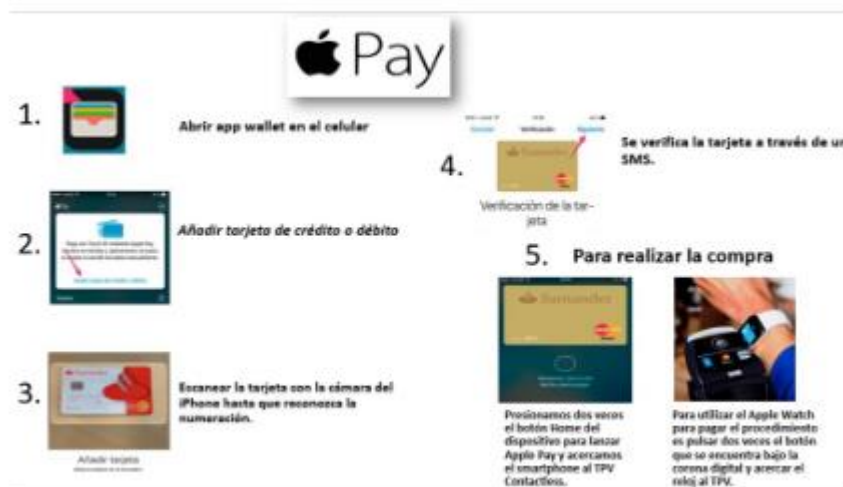 Pay
1.
Abrir app wallet en el celular
2.
Añadir tarjeta de crédito o débito
3.
Escanear la tarjeta con la cámara del
iPhone hasta que reconozca la
numeración.
Añadir tarjeta
4.
Verificación
Siguiente
Santander
Se verifica la tarjeta a través de un
SMS.
Verificación de la tar-
jeta
5. Para realizar la compra
Santander
Presionamos dos veces
el botón Home del
dispositivo para lanzar
Apple Pay y acercamos
el smartphone al TPV
Contactless.
Para utilizar el Apple Watch
para pagar el procedimiento
es pulsar dos veces el botón
que se encuentra bajo la
corona digital y acercar el
reloj al TPV.